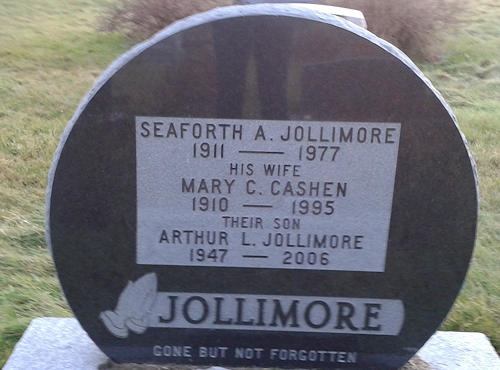 SEAFORTH A. JOLLIMORE
1911 — 1977
HIS WIFE
MARY C. CASHEN
1910 — 1995
THEIR SON
ARTHUR L. JOLLIMORE
1947 — 2006
JOLLIMORE
GONE BUT NOT FORGOTTEN